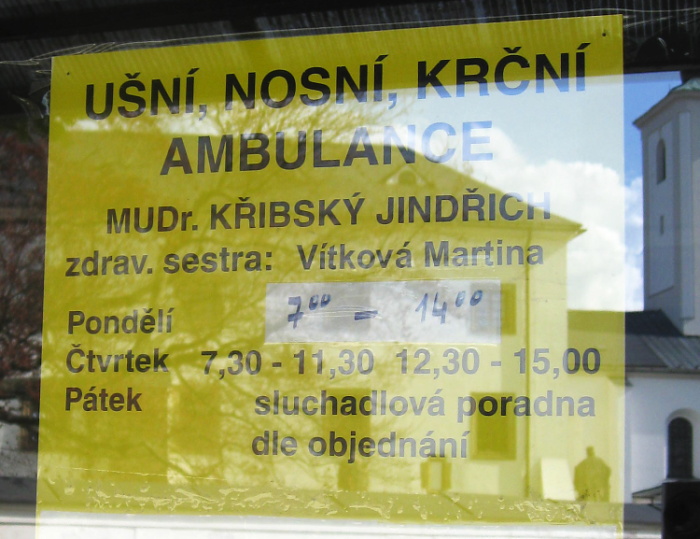 UŠNÍ, NOSNÍ, KRČNÍ
AMBULANCE
MUDr. KŘIBSKÝ JINDŘICH
zdrav. sestra: Vítková Martina
Pondělí 7⁰⁰ - 14⁰⁰
Čtvrtek 7,30 - 11,30 12,30 - 15,00
Pátek sluchadlová poradna
dle objednání